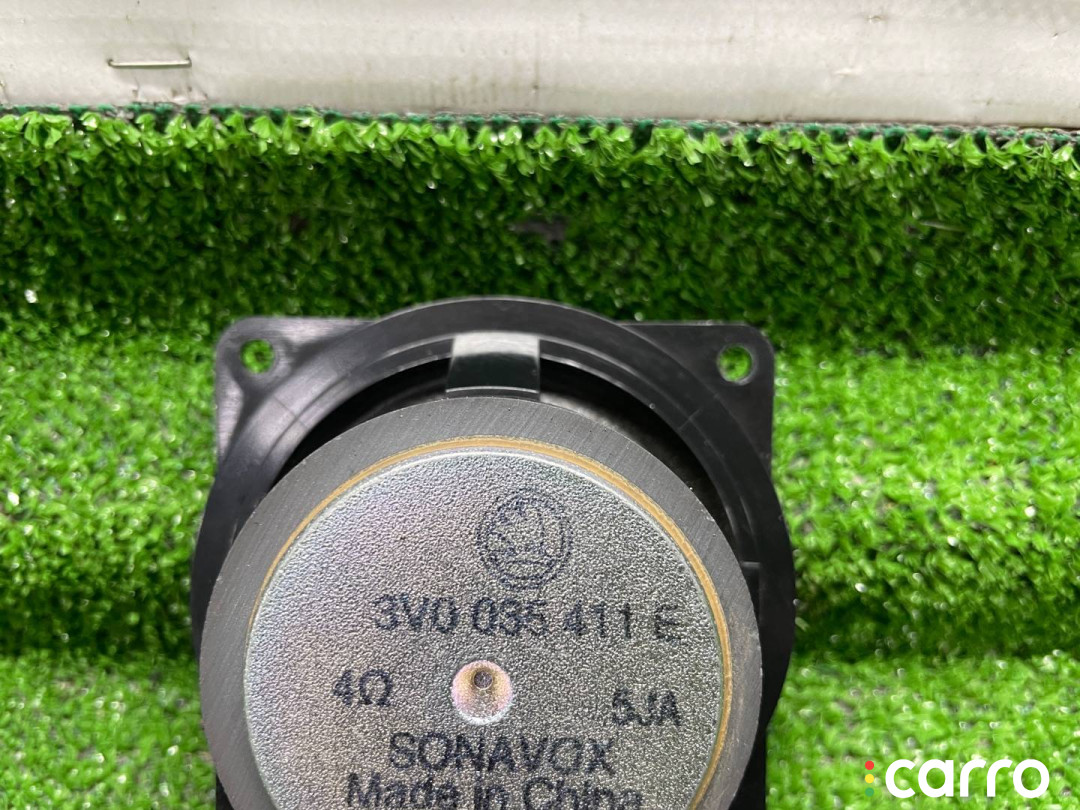 3V0 035 411 E
4Ω 5JA
SONAVOX
Made in China
carro